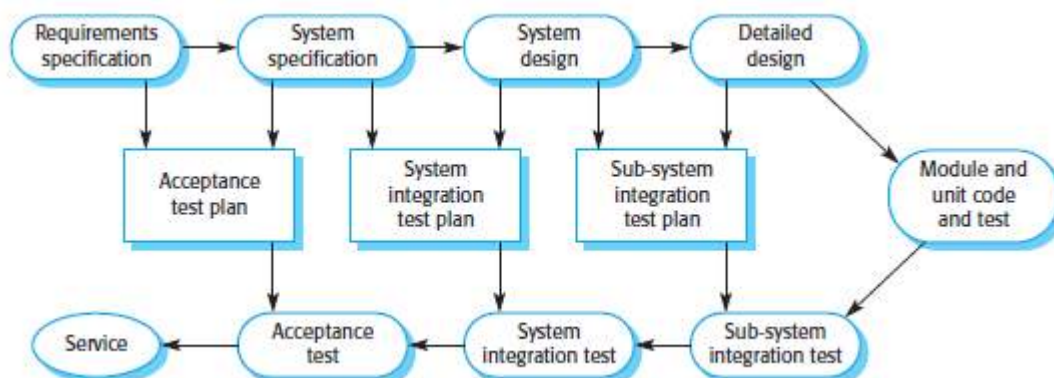 Requirements
specification
System
specification
System
design
Detailed
design
Acceptance
test plan
System
integration
test plan
Sub-system
integration
test plan
Module and
unit code
and test
Service
Acceptance
test
System
integration test
Sub-system
integration test